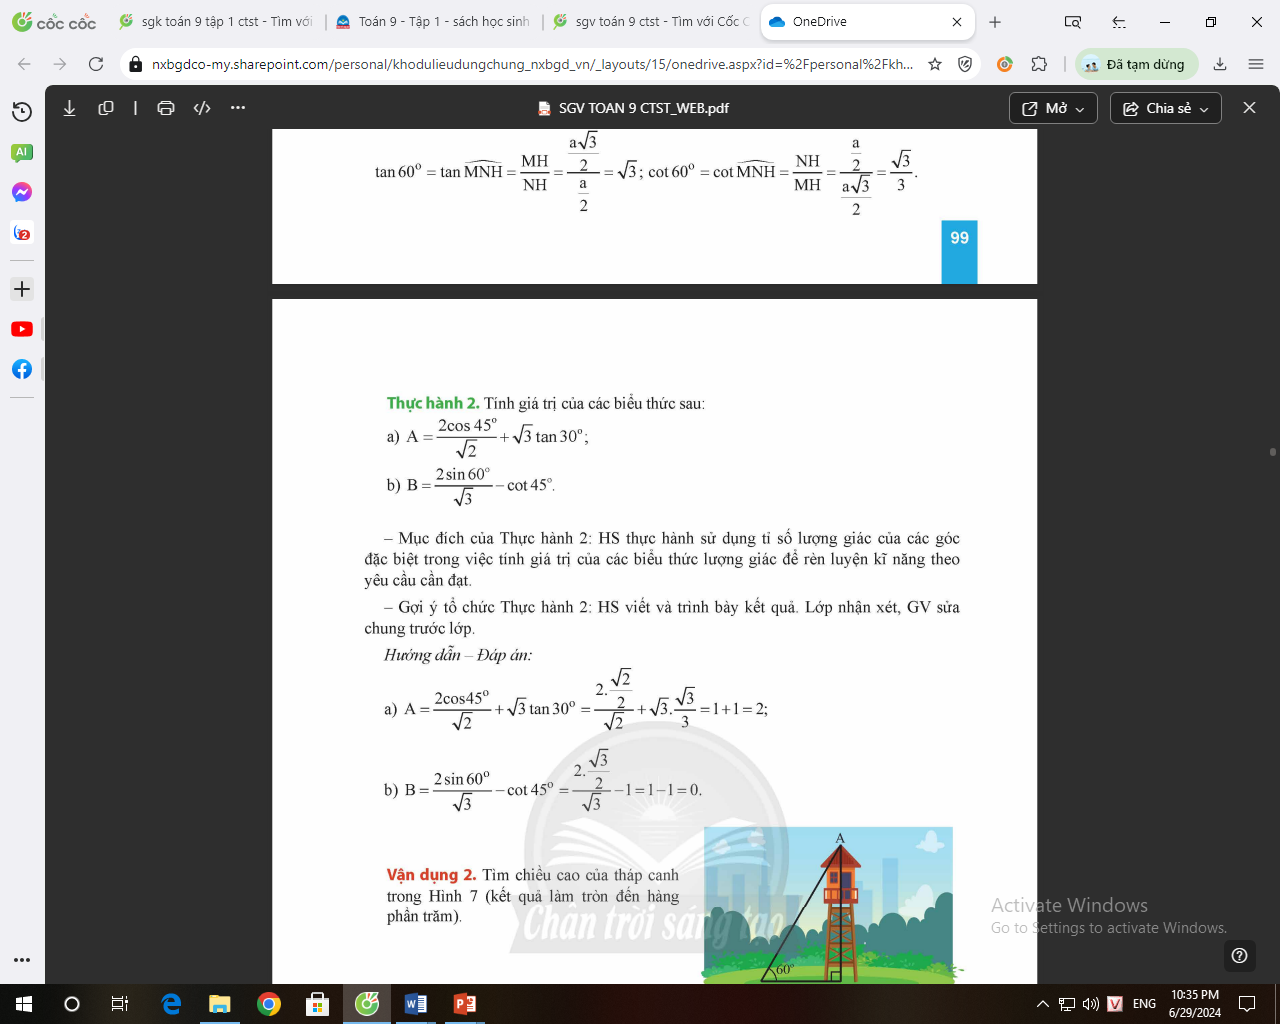 cốc cốc
sgk toán 9 tập 1 ctst - Tìm với
Toán 9 - Tập 1 - sách học sinh
sgv toán 9 ctst - Tìm với Cốc C
OneDrive
nxbgdco-my.sharepoint.com/personal/khodulieudungchung_nxbgd_vn/_layouts/15/onedrive.aspx?id=%2Fpersonal%2Fkh...
Đã tạm dừng
SGV TOAN 9 CTST_WEB.pdf
Mở
Chia sẻ
AI
2
tan 60° = tan MNH = MH/NH = (a√3/2)/(a/2) = √3; cot 60° = cot MNH = NH/MH = (a/2)/(a√3/2) = √3/3.
99
Thực hành 2. Tính giá trị của các biểu thức sau:
a) A = 2cos 45°/√2 + √3 tan 30°;
b) B = 2 sin 60°/√3 − cot 45°.
– Mục đích của Thực hành 2: HS thực hành sử dụng tỉ số lượng giác của các góc
đặc biệt trong việc tính giá trị của các biểu thức lượng giác để rèn luyện kĩ năng theo
yêu cầu cần đạt.
– Gợi ý tổ chức Thực hành 2: HS viết và trình bày kết quả. Lớp nhận xét, GV sửa
chung trước lớp.
Hướng dẫn – Đáp án:
a) A = 2cos45°/√2 + √3 tan 30° = (2.√2/2)/√2 + √3.√3/3 = 1 + 1 = 2;
b) B = 2 sin 60°/√3 − cot 45° = (2.√3/2)/√3 − 1 = 1 − 1 = 0.
Vận dụng 2. Tìm chiều cao của tháp canh
trong Hình 7 (kết quả làm tròn đến hàng
phần trăm).
A
60°
Chân trời sáng tạo
Activate Windows
Go to Settings to activate Windows.
ENG
10:35 PM
6/29/2024